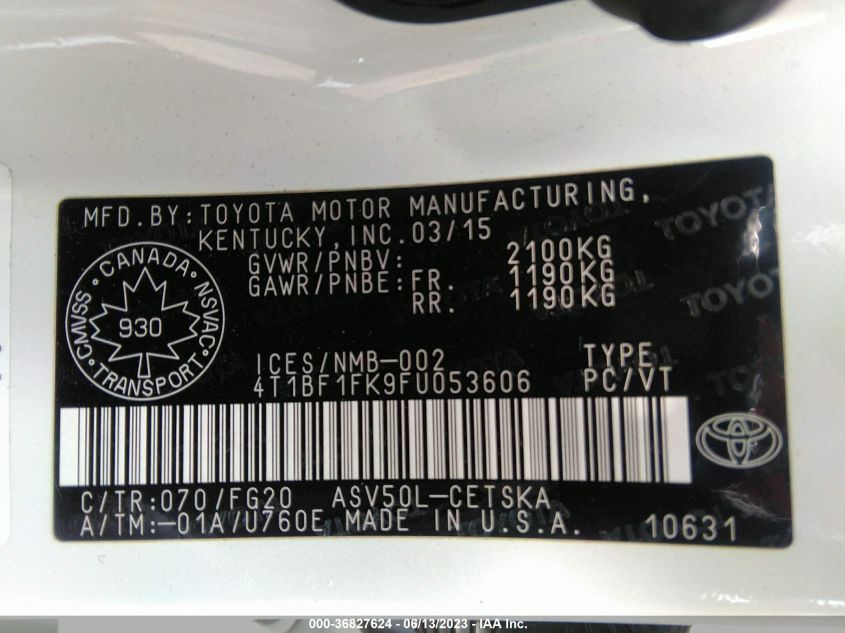 MFD.BY:TOYOTA MOTOR MANUFACTURING,
KENTUCKY,INC.03/15
GVWR/PNBV: 2100KG
GAWR/PNBE:FR. 1190KG
RR. 1190KG
CANADA
CMVSS NSVAC
930
TRANSPORT
ICES/NMB-002 TYPE
4T1BF1FK9FU053606 PC/VT
C/TR:070/FG20 ASV50L-CETSKA
A/TM:-01A/U760E MADE IN U.S.A. 10631
TOYOTA
TOYOTA
000-36827624 - 06/13/2023 - IAA Inc.